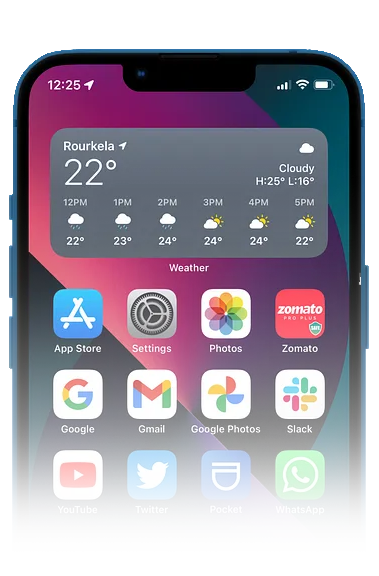 12:25
Rourkela
22°
Cloudy
H:25° L:16°
12PM 1PM 2PM 3PM 4PM 5PM
22° 23° 24° 24° 24° 22°
Weather
zomato
PRO PLUS
App Store Settings Photos Zomato
Google Gmail Google Photos Slack
YouTube Twitter Pocket WhatsApp